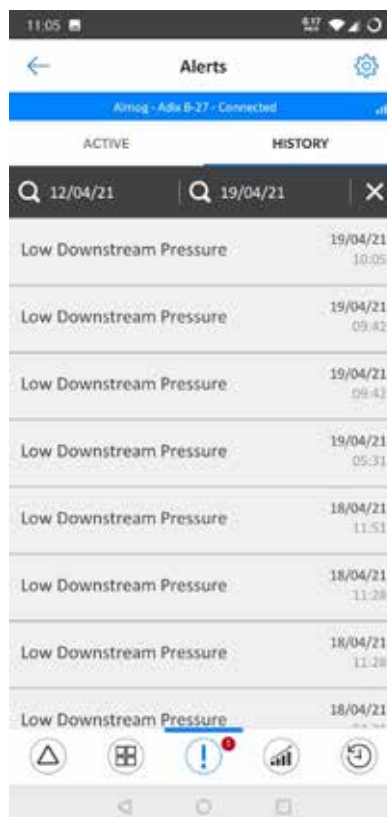 11:05
Alerts
Almog - Adix B-27 - Connected
ACTIVE HISTORY
12/04/21 19/04/21
Low Downstream Pressure 19/04/21
10:05
Low Downstream Pressure 19/04/21
09:42
Low Downstream Pressure 19/04/21
09:42
Low Downstream Pressure 19/04/21
05:31
Low Downstream Pressure 18/04/21
11:51
Low Downstream Pressure 18/04/21
11:28
Low Downstream Pressure 18/04/21
11:28
Low Downstream Pressure 18/04/21